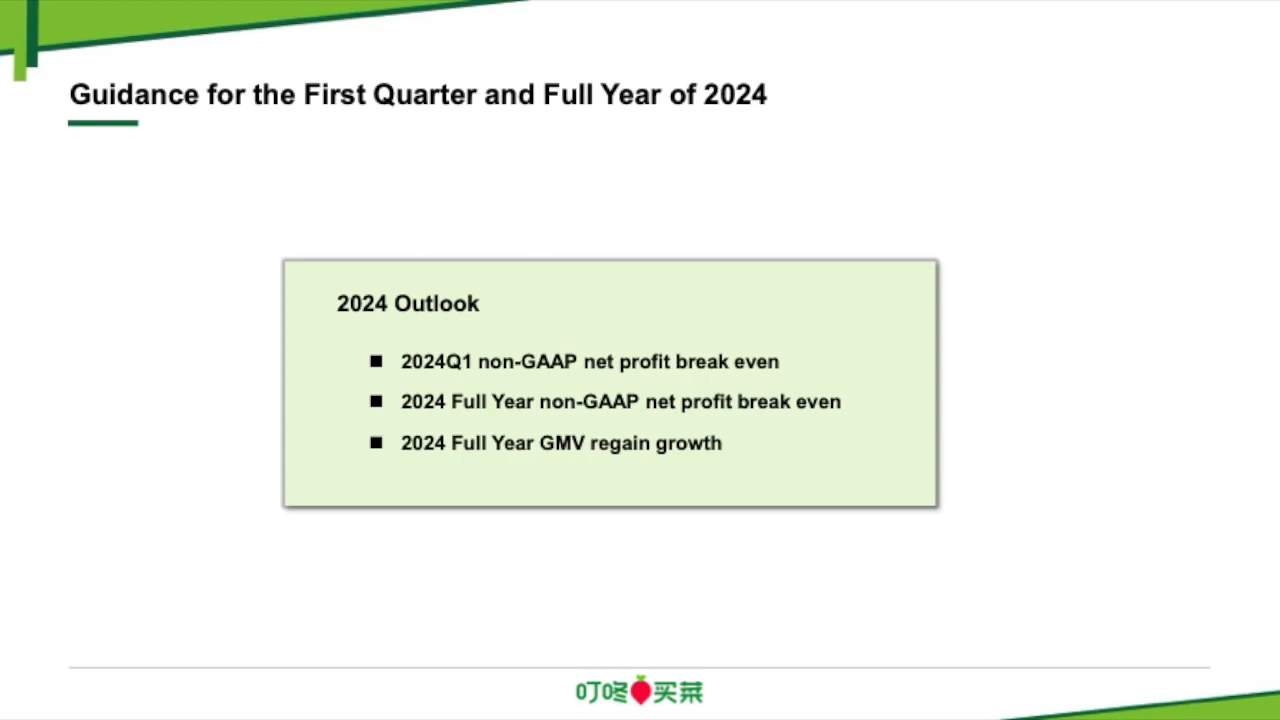 Guidance for the First Quarter and Full Year of 2024
2024 Outlook
2024Q1 non-GAAP net profit break even
2024 Full Year non-GAAP net profit break even
2024 Full Year GMV regain growth
叮咚买菜